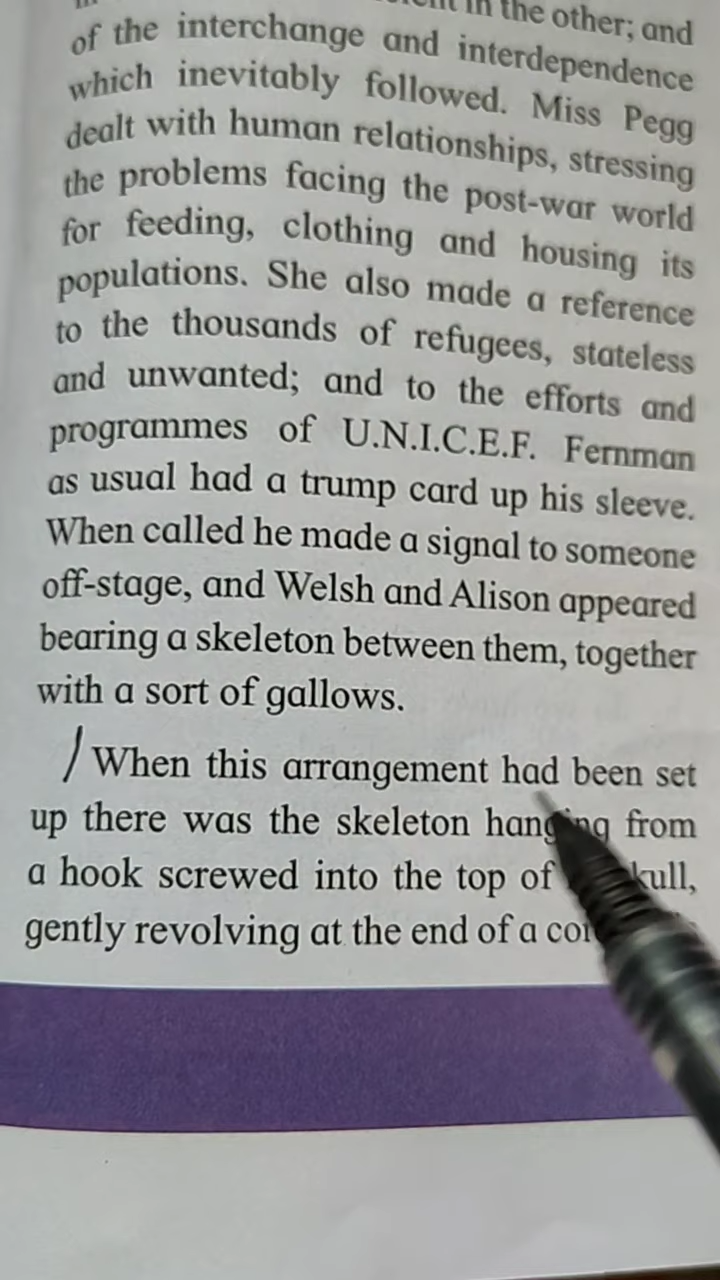 in the other; and
of the interchange and interdependence
which inevitably followed. Miss Pegg
dealt with human relationships, stressing
the problems facing the post-war world
for feeding, clothing and housing its
populations. She also made a reference
to the thousands of refugees, stateless
and unwanted; and to the efforts and
programmes of U.N.I.C.E.F. Fernman
as usual had a trump card up his sleeve.
When called he made a signal to someone
off-stage, and Welsh and Alison appeared
bearing a skeleton between them, together
with a sort of gallows.
When this arrangement had been set
up there was the skeleton hanging from
a hook screwed into the top of
gently revolving at the end of a